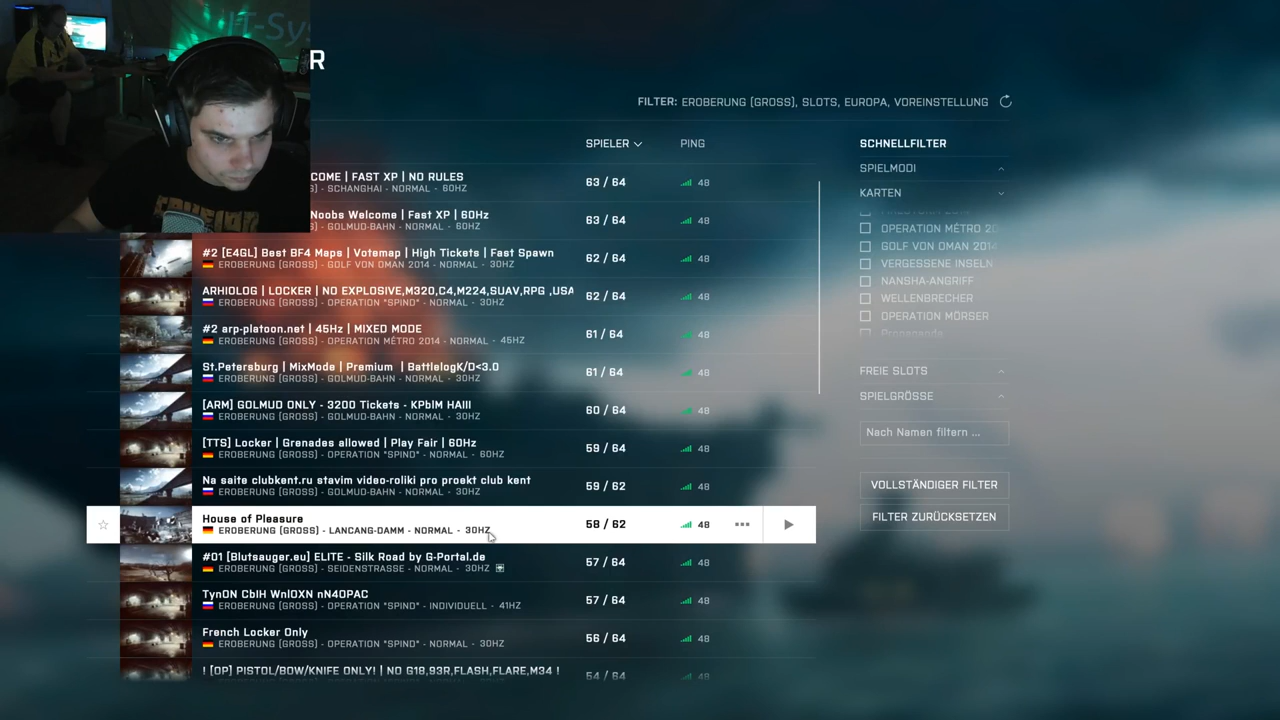 IT-Sys
R
FILTER: EROBERUNG (GROSS), SLOTS, EUROPA, VOREINSTELLUNG
SPIELER PING
COME | FAST XP | NO RULES
OSS) - SCHANGHAI - NORMAL - 60HZ
63 / 64 48
Noobs Welcome | Fast XP | 60Hz
OSS) - GOLMUD-BAHN - NORMAL - 60HZ
63 / 64 48
#2 [E4GL] Best BF4 Maps | Votemap | High Tickets | Fast Spawn
EROBERUNG (GROSS) - GOLF VON OMAN 2014 - NORMAL - 30HZ
62 / 64 48
ARHIOLOG | LOCKER | NO EXPLOSIVE,M320,C4,M224,SUAV,RPG ,USA
EROBERUNG (GROSS) - OPERATION "SPIND" - NORMAL - 30HZ
62 / 64 48
#2 arp-platoon.net | 45Hz | MIXED MODE
EROBERUNG (GROSS) - OPERATION MÉTRO 2014 - NORMAL - 45HZ
61 / 64 48
St.Petersburg | MixMode | Premium | BattlelogK/D<3.0
EROBERUNG (GROSS) - GOLMUD-BAHN - NORMAL - 30HZ
61 / 64 48
[ARM] GOLMUD ONLY - 3200 Tickets - KPbIM HAIII
EROBERUNG (GROSS) - GOLMUD-BAHN - NORMAL - 30HZ
60 / 64 48
[TTS] Locker | Grenades allowed | Play Fair | 60Hz
EROBERUNG (GROSS) - OPERATION "SPIND" - NORMAL - 60HZ
59 / 64 48
Na saite clubkent.ru stavim video-roliki pro proekt club kent
EROBERUNG (GROSS) - GOLMUD-BAHN - NORMAL - 30HZ
59 / 62 48
House of Pleasure
EROBERUNG (GROSS) - LANCANG-DAMM - NORMAL - 30HZ
58 / 62 48
#01 [Blutsauger.eu] ELITE - Silk Road by G-Portal.de
EROBERUNG (GROSS) - SEIDENSTRASSE - NORMAL - 30HZ
57 / 64 48
TynON CbIH WnIOXN nN4OPAC
EROBERUNG (GROSS) - OPERATION "SPIND" - INDIVIDUELL - 41HZ
57 / 64 48
French Locker Only
EROBERUNG (GROSS) - OPERATION "SPIND" - NORMAL - 30HZ
56 / 64 48
! [OP] PISTOL/BOW/KNIFE ONLY! | NO G18,93R,FLASH,FLARE,M34 !
54 / 64 48
SCHNELLFILTER
SPIELMODI
KARTEN
OPERATION MÉTRO 20
GOLF VON OMAN 2014
VERGESSENE INSELN
NANSHA-ANGRIFF
WELLENBRECHER
OPERATION MÖRSER
Propaganda
FREIE SLOTS
SPIELGRÖSSE
Nach Namen filtern ...
VOLLSTÄNDIGER FILTER
FILTER ZURÜCKSETZEN